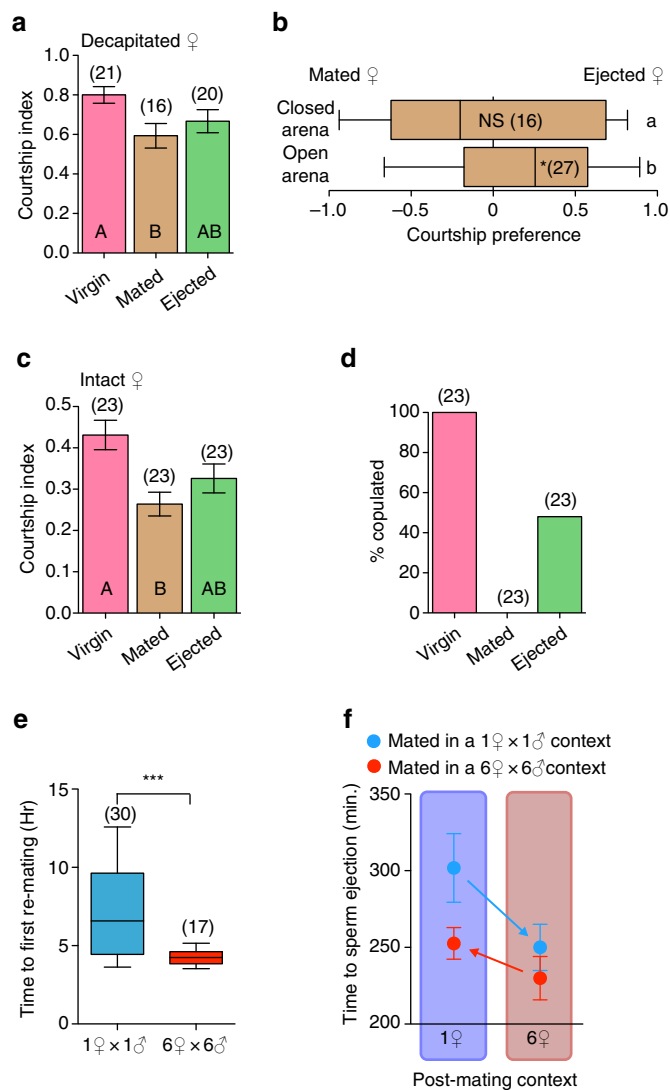 a
Decapitated ♀
Courtship index
0.0
0.2
0.4
0.6
0.8
1.0
(21)
(16)
(20)
A
B
AB
Virgin
Mated
Ejected
b
Mated ♀
Ejected ♀
Closed arena
NS (16)
a
Open arena
*(27)
b
–1.0
–0.5
0
0.5
1.0
Courtship preference
c
Intact ♀
Courtship index
0.0
0.1
0.2
0.3
0.4
0.5
(23)
(23)
(23)
A
B
AB
Virgin
Mated
Ejected
d
% copulated
0
20
40
60
80
100
(23)
(23)
(23)
Virgin
Mated
Ejected
e
Time to first re-mating (Hr)
0
5
10
15
***
(30)
(17)
1♀×1♂
6♀×6♂
f
Mated in a 1♀×1♂ context
Mated in a 6♀×6♂context
Time to sperm ejection (min.)
200
250
300
350
1♀
6♀
Post-mating context